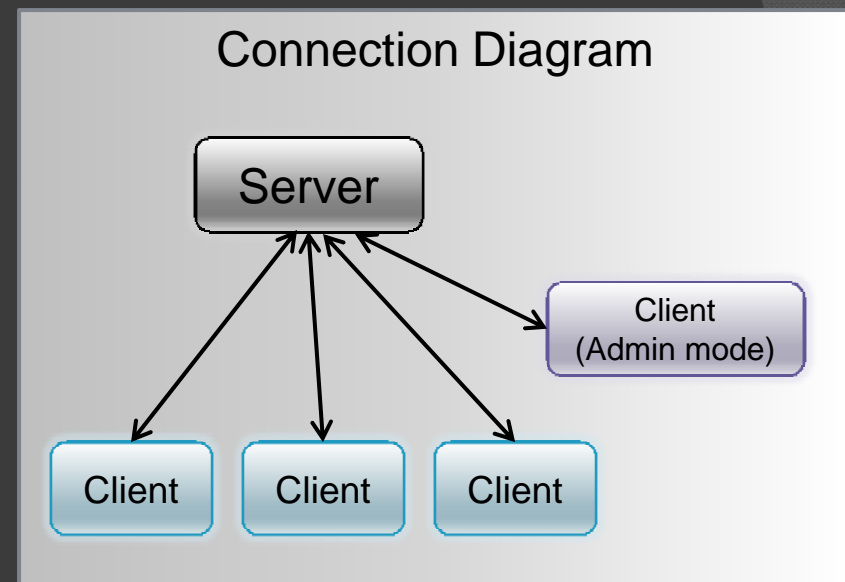 Connection Diagram
Server
Client
(Admin mode)
Client
Client
Client